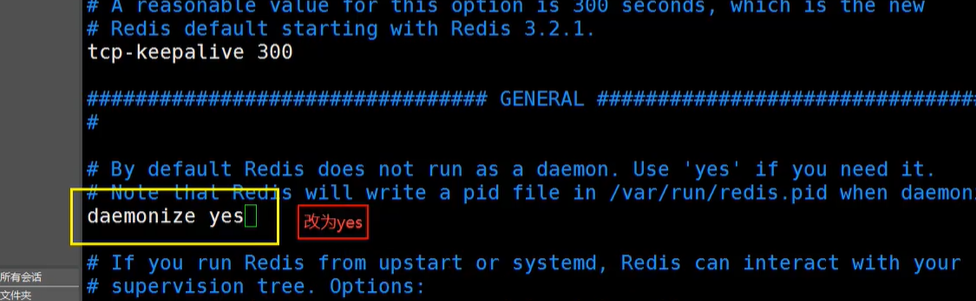 # A reasonable value for this option is 300 seconds, which is the new
# Redis default starting with Redis 3.2.1.
tcp-keepalive 300
################################# GENERAL ###############################
#
# By default Redis does not run as a daemon. Use 'yes' if you need it.
# Note that Redis will write a pid file in /var/run/redis.pid when daemon
daemonize yes
改为yes
# If you run Redis from upstart or systemd, Redis can interact with your
# supervision tree. Options:
所有会话
文件夹